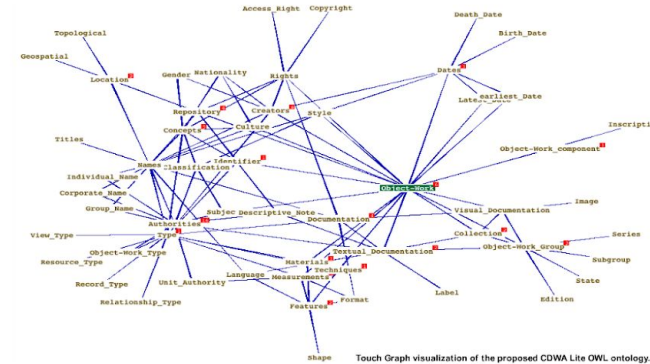 Access_Right
Copyright
Death_Date
Topological
Birth_Date
Geospatial
Gender
Nationality
Rights
Dates
Location
earliest_Date
Repository
Creators
Style
Inscripti
Concepts
Culture
Titles
Object-Work_component
Names
Classification
Identifier
Individual_Name
Object-Work
Corporate_Name
Image
Group_Name
Subjec
Descriptive_Note
Documentation
Visual_Documentation
Authorities
View_Type
Type
Collection
Series
Object-Work_Type
Textual_Documentation
Object-Work_Group
Resource_Type
Materials
Subgroup
Language
Techniques
Record_Type
Unit_Authority
Measurements
State
Relationship_Type
Features
Format
Label
Edition
Shape
Touch Graph visualization of the proposed CDWA Lite OWL ontology.